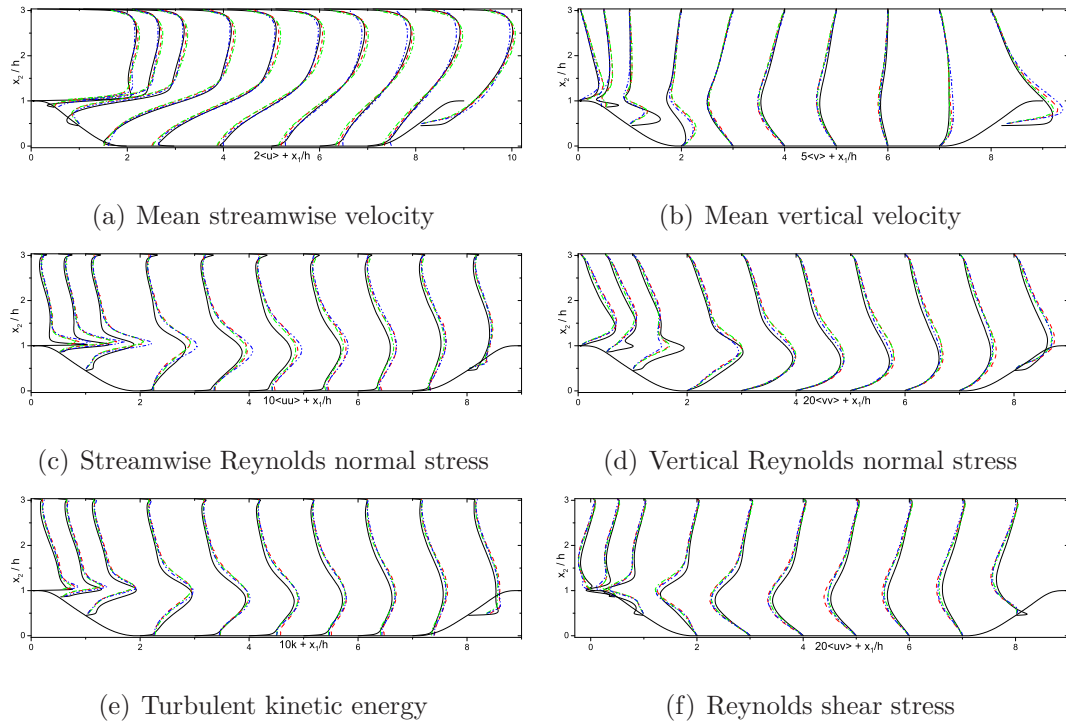 3
2
1
0
x2 / h
0 2 4 6 8 10
2<u> + x1/h
(a) Mean streamwise velocity
3
2
1
0
x2 / h
0 2 4 6 8
5<v> + x1/h
(b) Mean vertical velocity
3
2
1
0
x2 / h
0 2 4 6 8
10<uu> + x1/h
(c) Streamwise Reynolds normal stress
3
2
1
0
x2 / h
0 2 4 6 8
20<vv> + x1/h
(d) Vertical Reynolds normal stress
3
2
1
0
x2 / h
0 2 4 6 8
10k + x1/h
(e) Turbulent kinetic energy
3
2
1
0
x2 / h
0 2 4 6 8
20<uv> + x1/h
(f) Reynolds shear stress